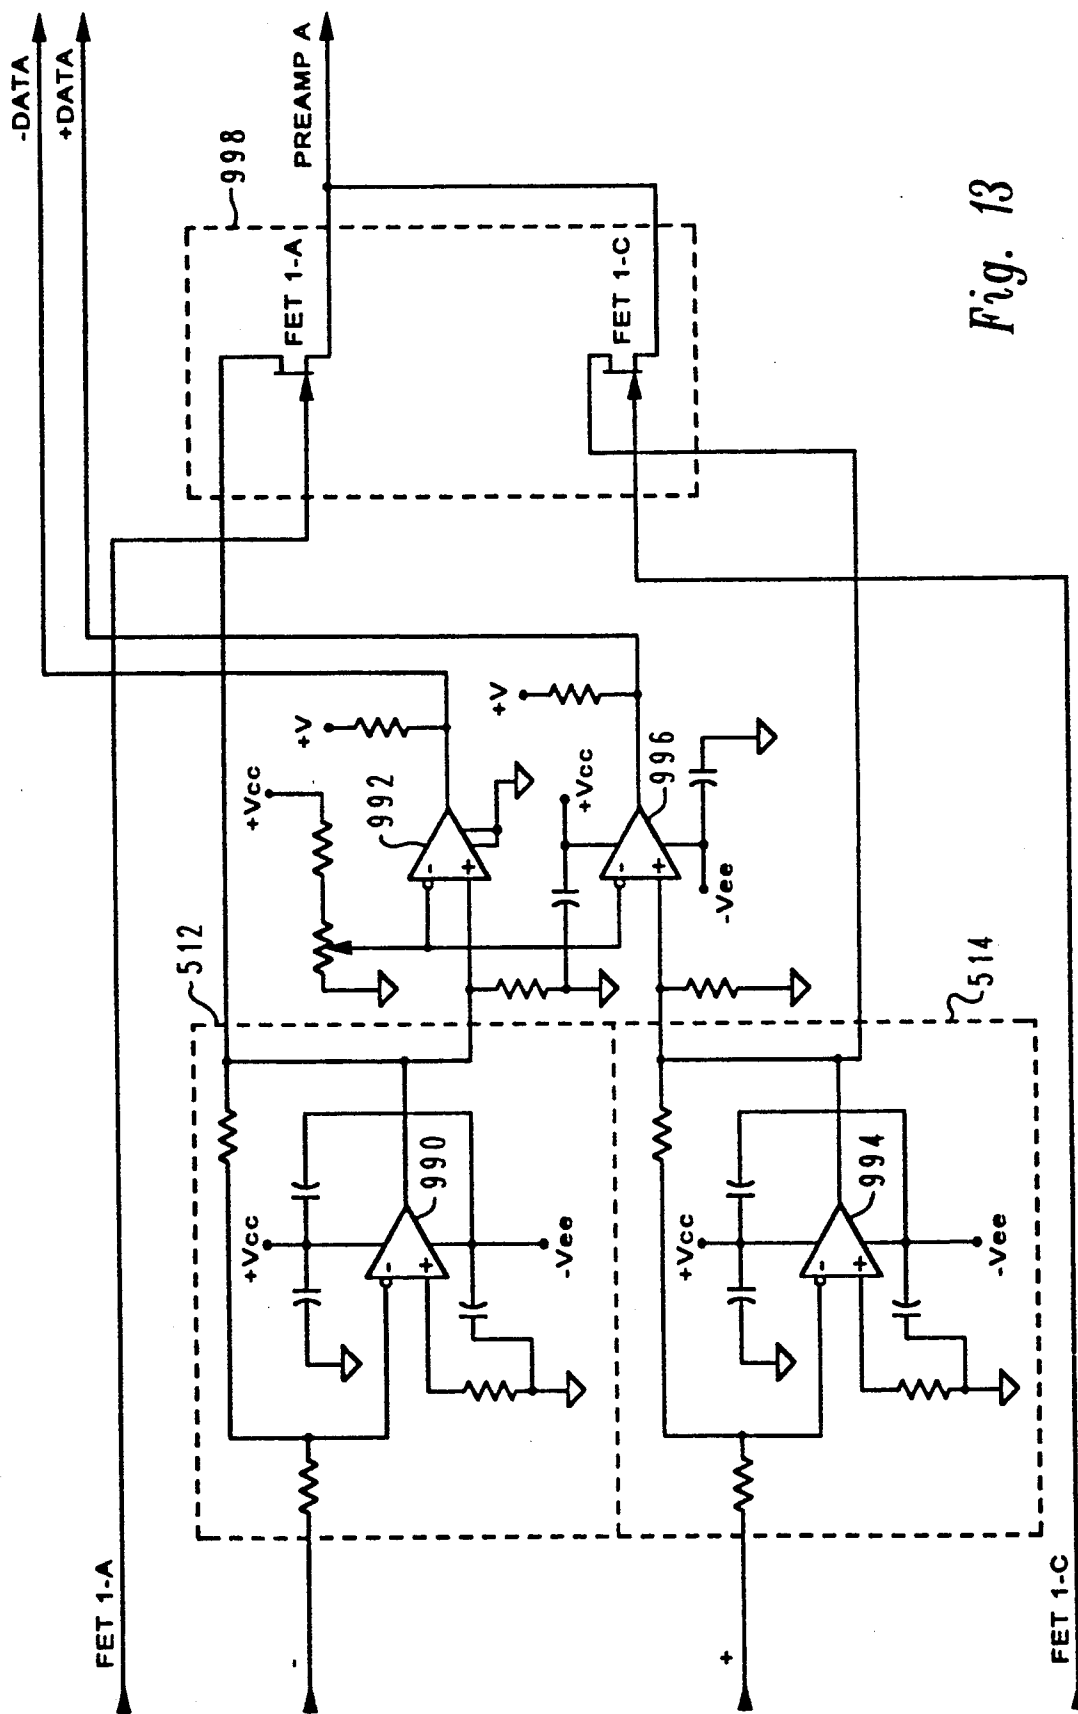 -DATA
+DATA
PREAMP A
998
FET 1-A
FET 1-C
+V
+V
+Vcc
992
+Vcc
996
-Vee
-
+
-
+
512
514
+Vcc
990
-
+
-Vee
+Vcc
994
-
+
-Vee
FET 1-A
-
+
FET 1-C
Fig. 13